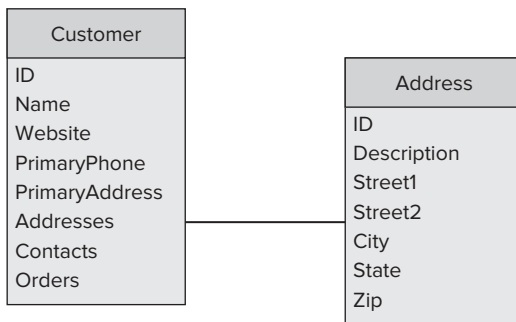 Customer
ID
Name
Website
PrimaryPhone
PrimaryAddress
Addresses
Contacts
Orders
Address
ID
Description
Street1
Street2
City
State
Zip